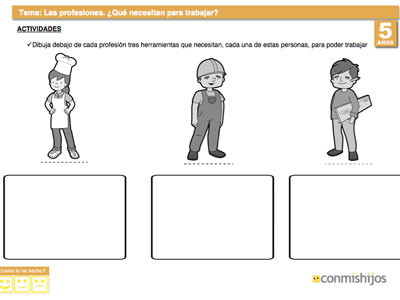 Tema: Las profesiones. ¿Qué necesitan para trabajar?
5
AÑOS
ACTIVIDADES
✓Dibuja debajo de cada profesión tres herramientas que necesitan, cada una de estas personas, para poder trabajar
¿Cómo lo he hecho?
conmishijos